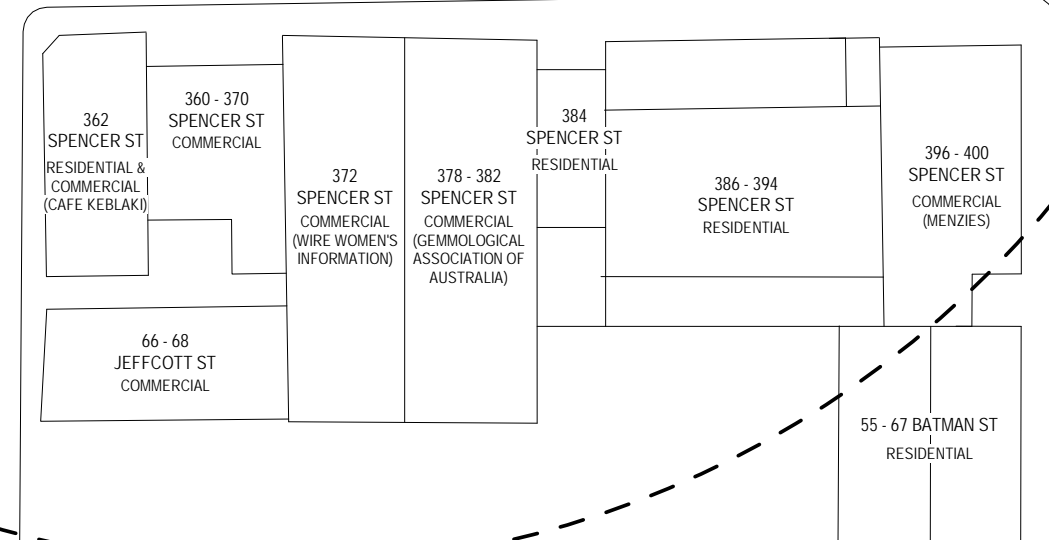 362
SPENCER ST
RESIDENTIAL &
COMMERCIAL
(CAFE KEBLAKI)
360 - 370
SPENCER ST
COMMERCIAL
372
SPENCER ST
COMMERCIAL
(WIRE WOMEN'S
INFORMATION)
378 - 382
SPENCER ST
COMMERCIAL
(GEMMOLOGICAL
ASSOCIATION OF
AUSTRALIA)
384
SPENCER ST
RESIDENTIAL
386 - 394
SPENCER ST
RESIDENTIAL
396 - 400
SPENCER ST
COMMERCIAL
(MENZIES)
66 - 68
JEFFCOTT ST
COMMERCIAL
55 - 67 BATMAN ST
RESIDENTIAL